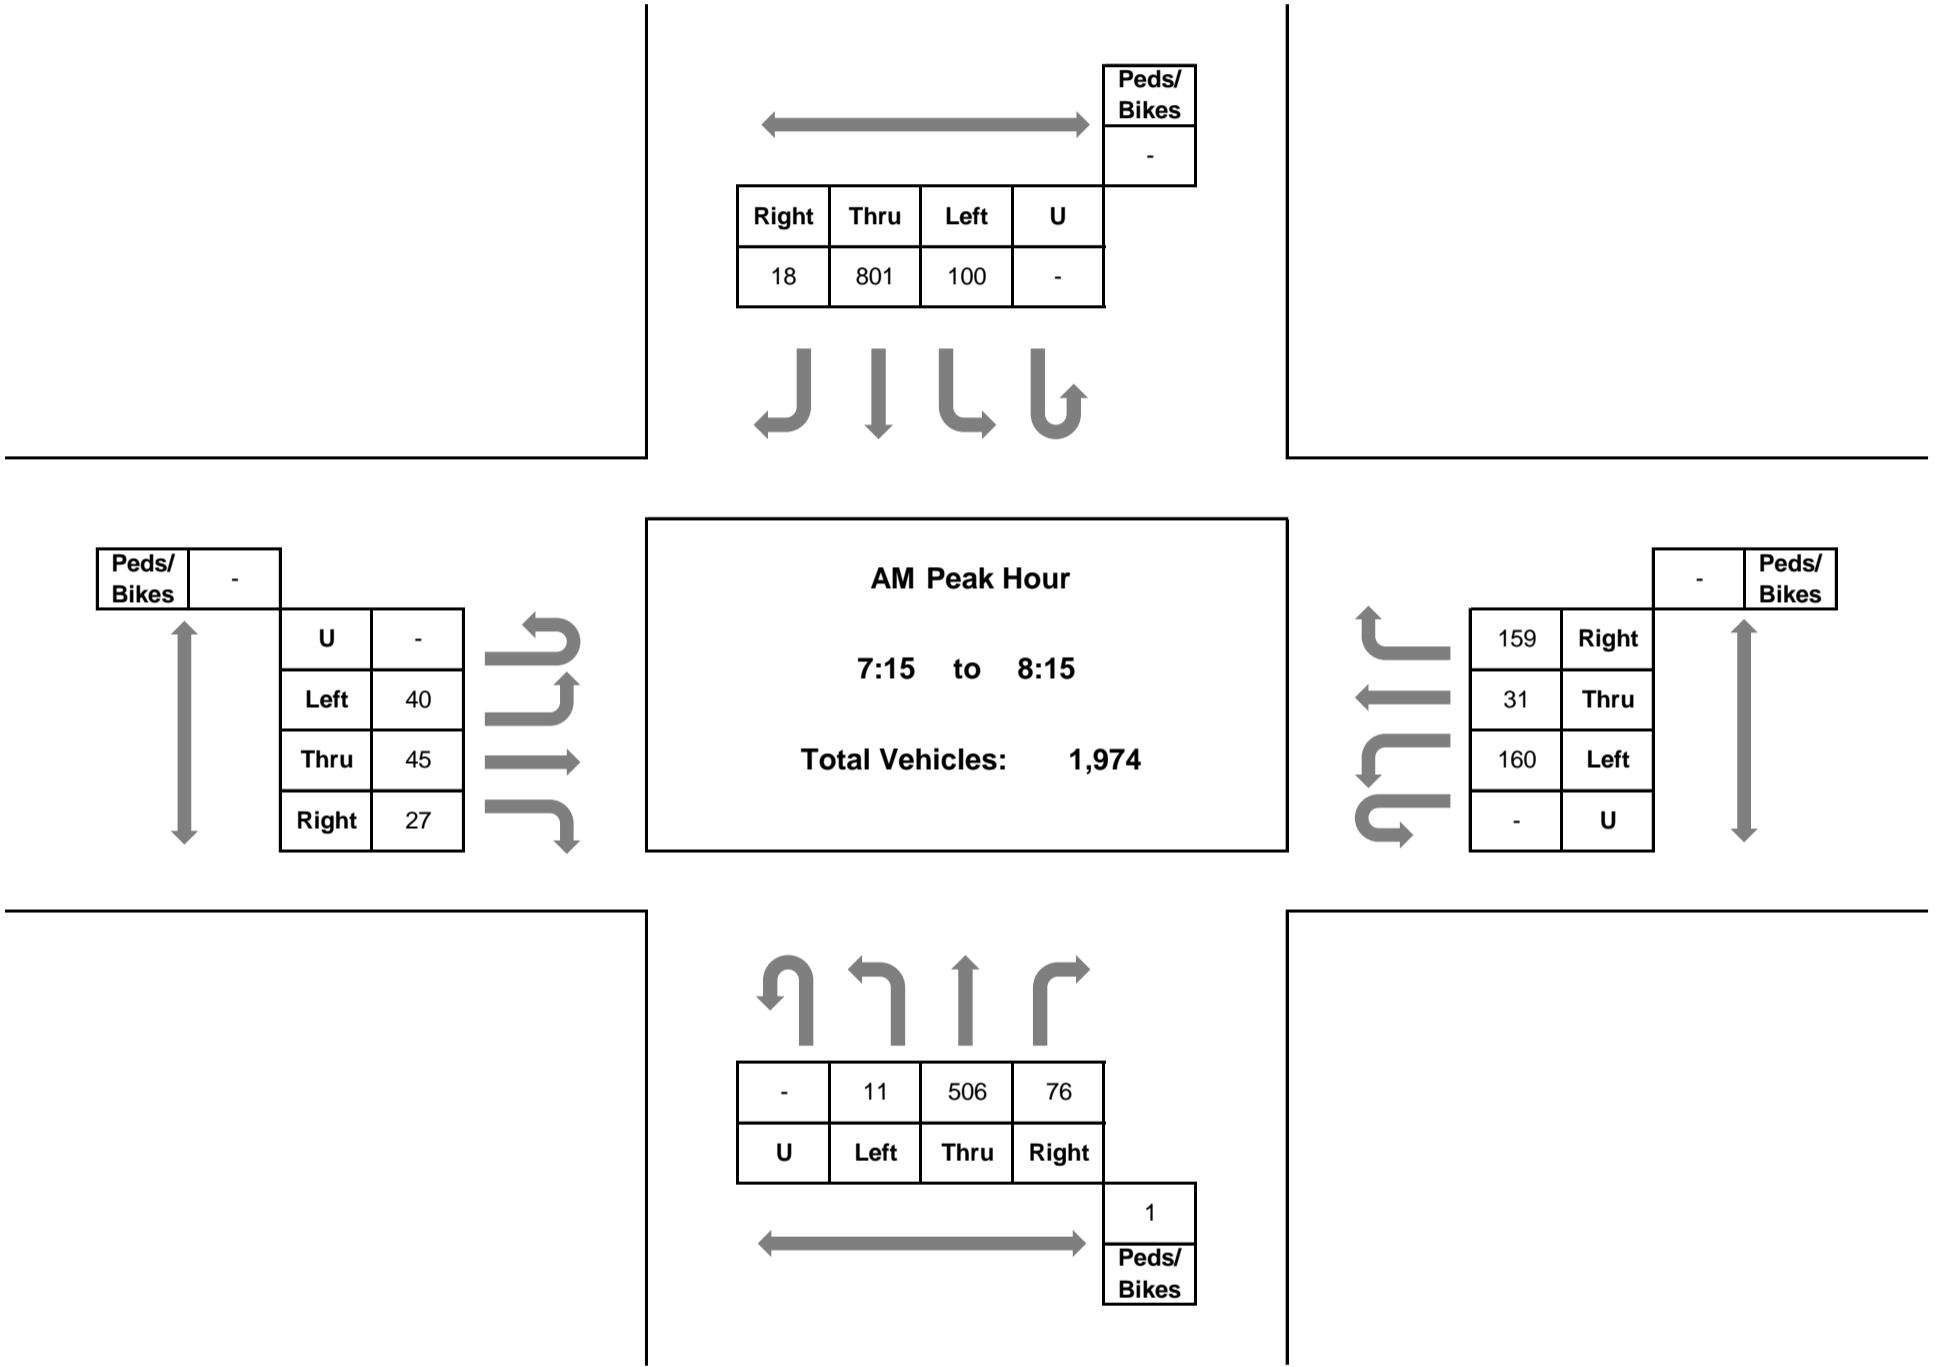 Peds/
Bikes
-
Right Thru Left U
18 801 100 -
Peds/
Bikes
-
U -
Left 40
Thru 45
Right 27
AM Peak Hour
7:15 to 8:15
Total Vehicles: 1,974
-
Peds/
Bikes
159 Right
31 Thru
160 Left
- U
- 11 506 76
U Left Thru Right
1
Peds/
Bikes